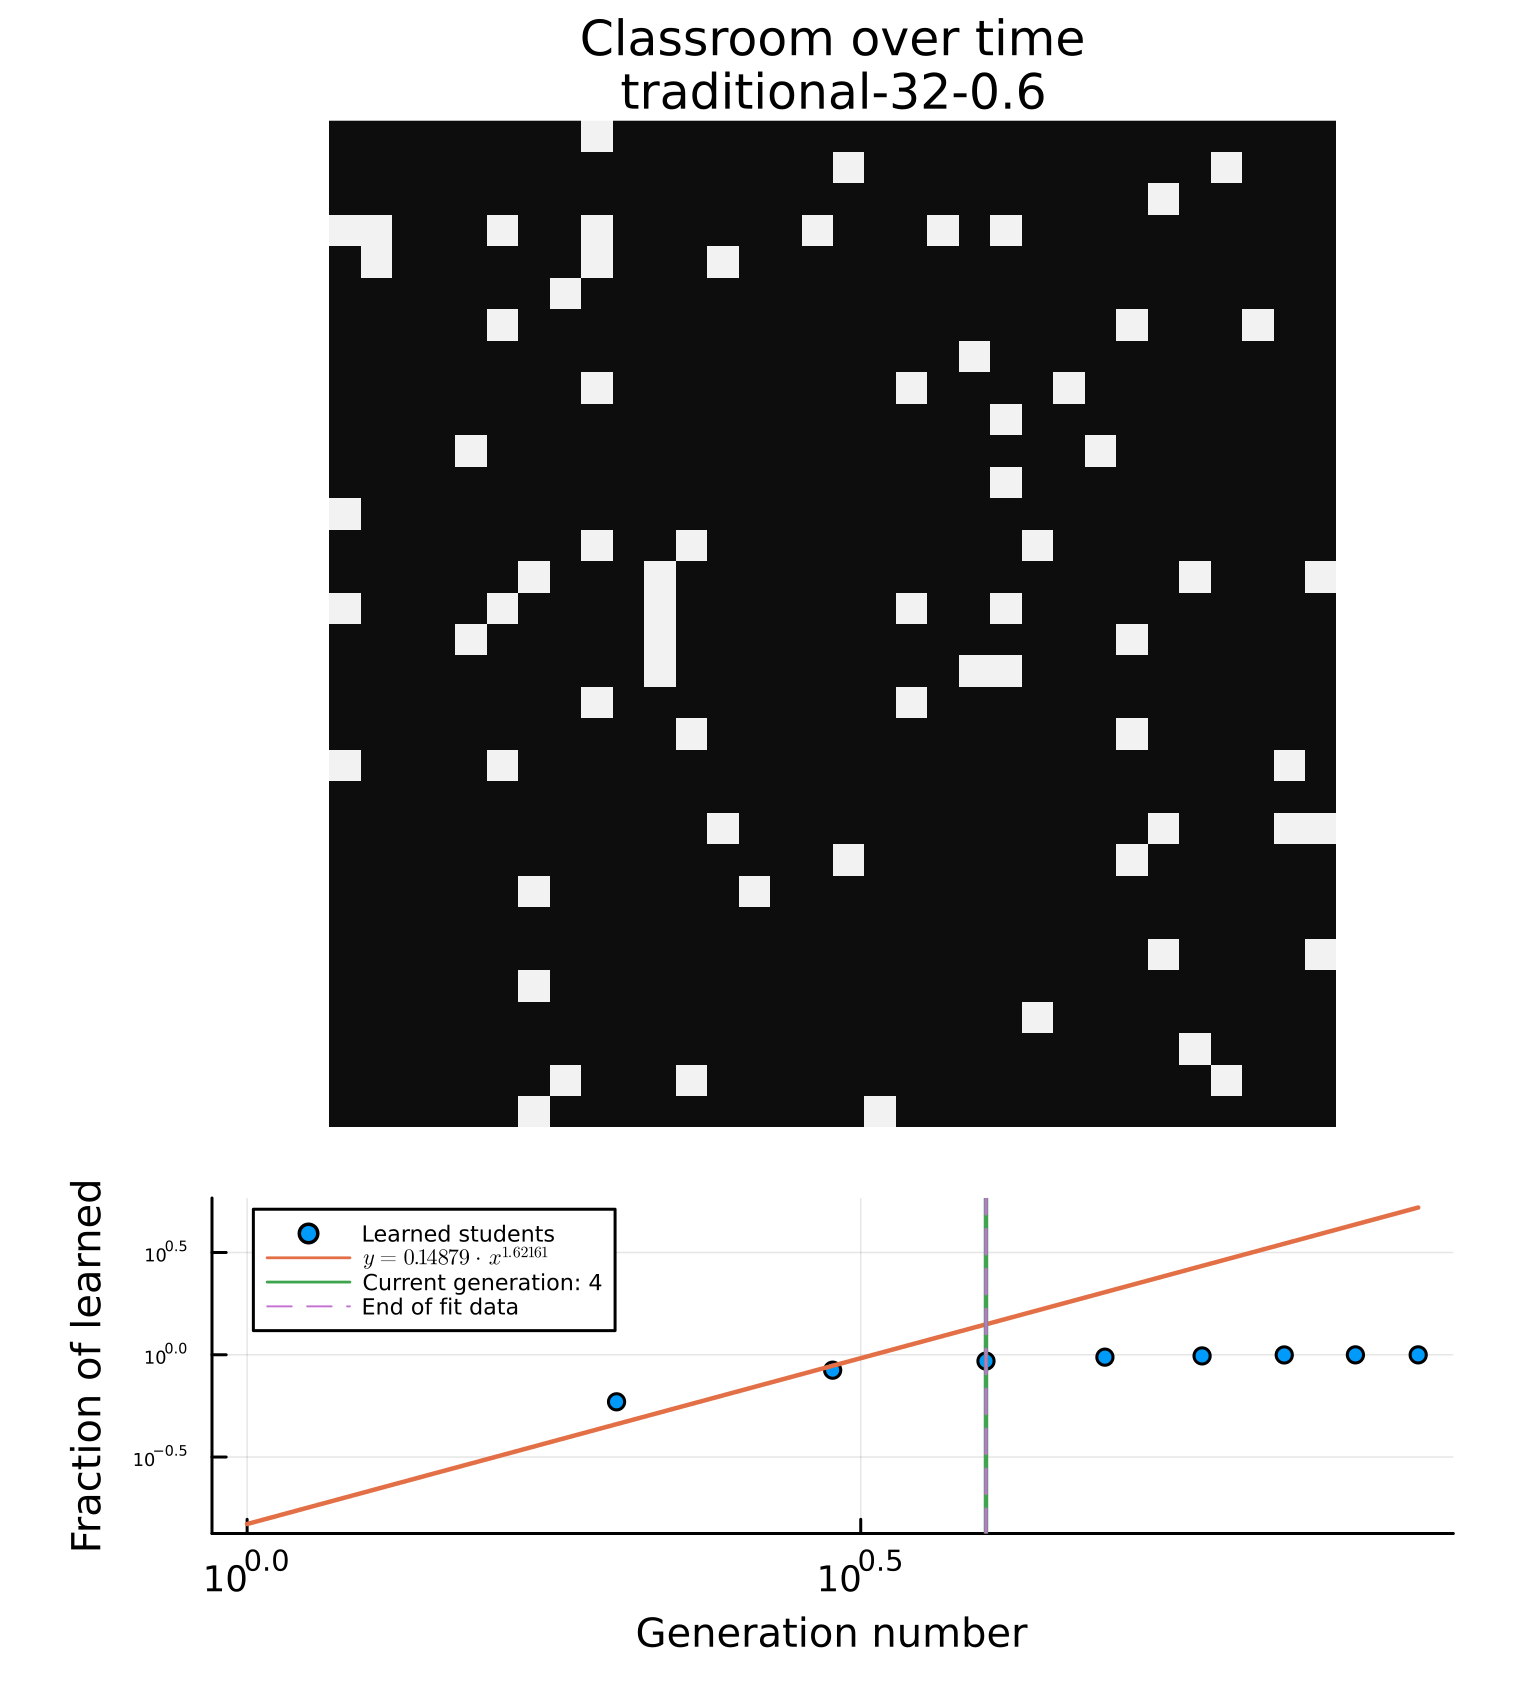 Classroom over time
traditional-32-0.6
Fraction of learned
10^0.5
10^0.0
10^−0.5
Learned students
y = 0.14879 · x^1.62161
Current generation: 4
End of fit data
10^0.0
10^0.5
Generation number